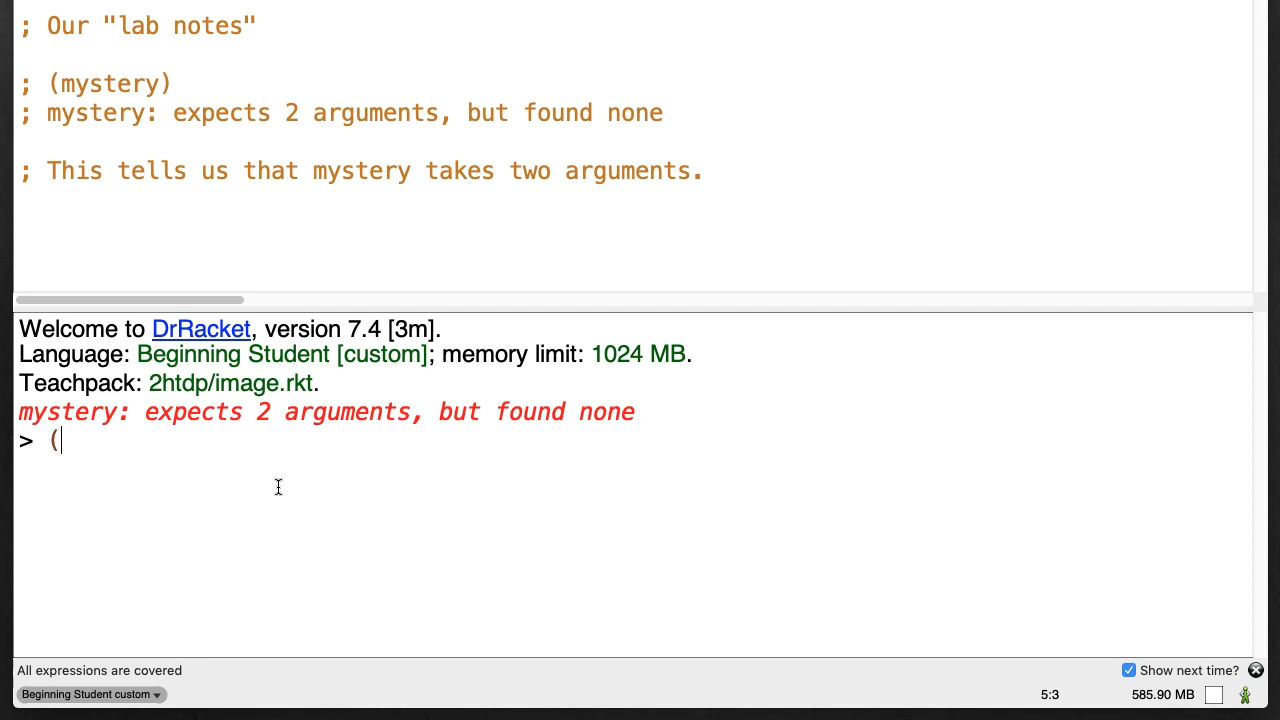 ; Our "lab notes"
; (mystery)
; mystery: expects 2 arguments, but found none
; This tells us that mystery takes two arguments.
Welcome to DrRacket, version 7.4 [3m].
Language: Beginning Student [custom]; memory limit: 1024 MB.
Teachpack: 2htdp/image.rkt.
mystery: expects 2 arguments, but found none
> (
All expressions are covered
Show next time?
Beginning Student custom
5:3
585.90 MB